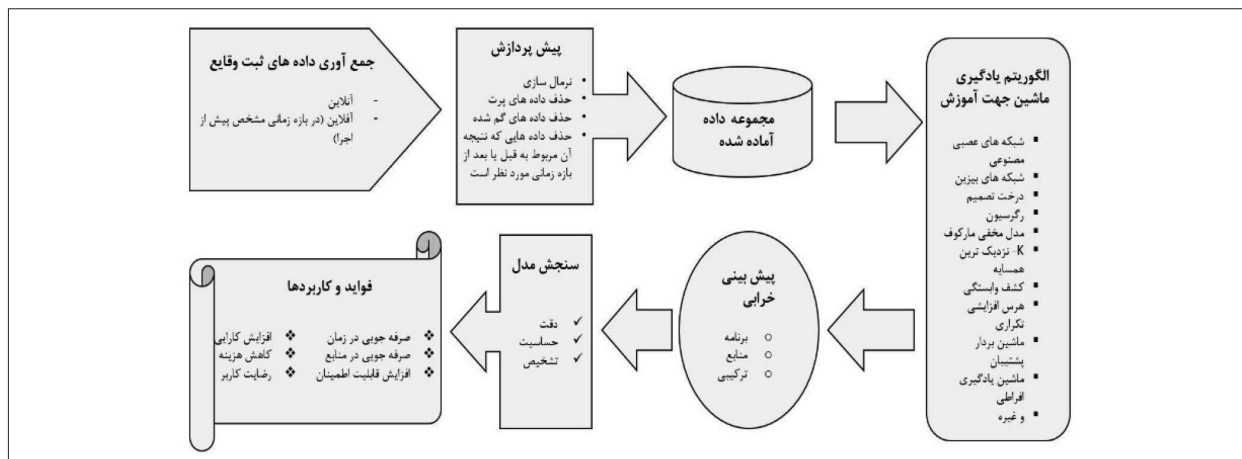 جمع آوری داده های ثبت وقایع
- آنلاین
- آفلاین (در بازه زمانی مشخص پیش از
اجرا)
پیش پردازش
• نرمال سازی
• حذف داده های پرت
• حذف داده های گم شده
• حذف داده هایی که نتیجه
آن مربوط به قبل یا بعد از
بازه زمانی مورد نظر است
مجموعه داده
آماده شده
الگوریتم یادگیری
ماشین جهت آموزش
▪ شبکه های عصبی
مصنوعی
▪ شبکه های بیزین
▪ درخت تصمیم
▪ رگرسیون
▪ مدل مخفی مارکوف
▪ K- نزدیک ترین
همسایه
▪ کشف وابستگی
▪ هرس افزایشی
تکراری
▪ ماشین بردار
پشتیبان
▪ ماشین یادگیری
افراطی
▪ و غیره
پیش بینی
خرابی
○ برنامه
○ منابع
○ ترکیبی
سنجش مدل
✓ دقت
✓ حساسیت
✓ تشخیص
فواید و کاربردها
❖ صرفه جویی در زمان ❖ افزایش کارایی
❖ صرفه جویی در منابع ❖ کاهش هزینه
❖ افزایش قابلیت اطمینان ❖ رضایت کاربر